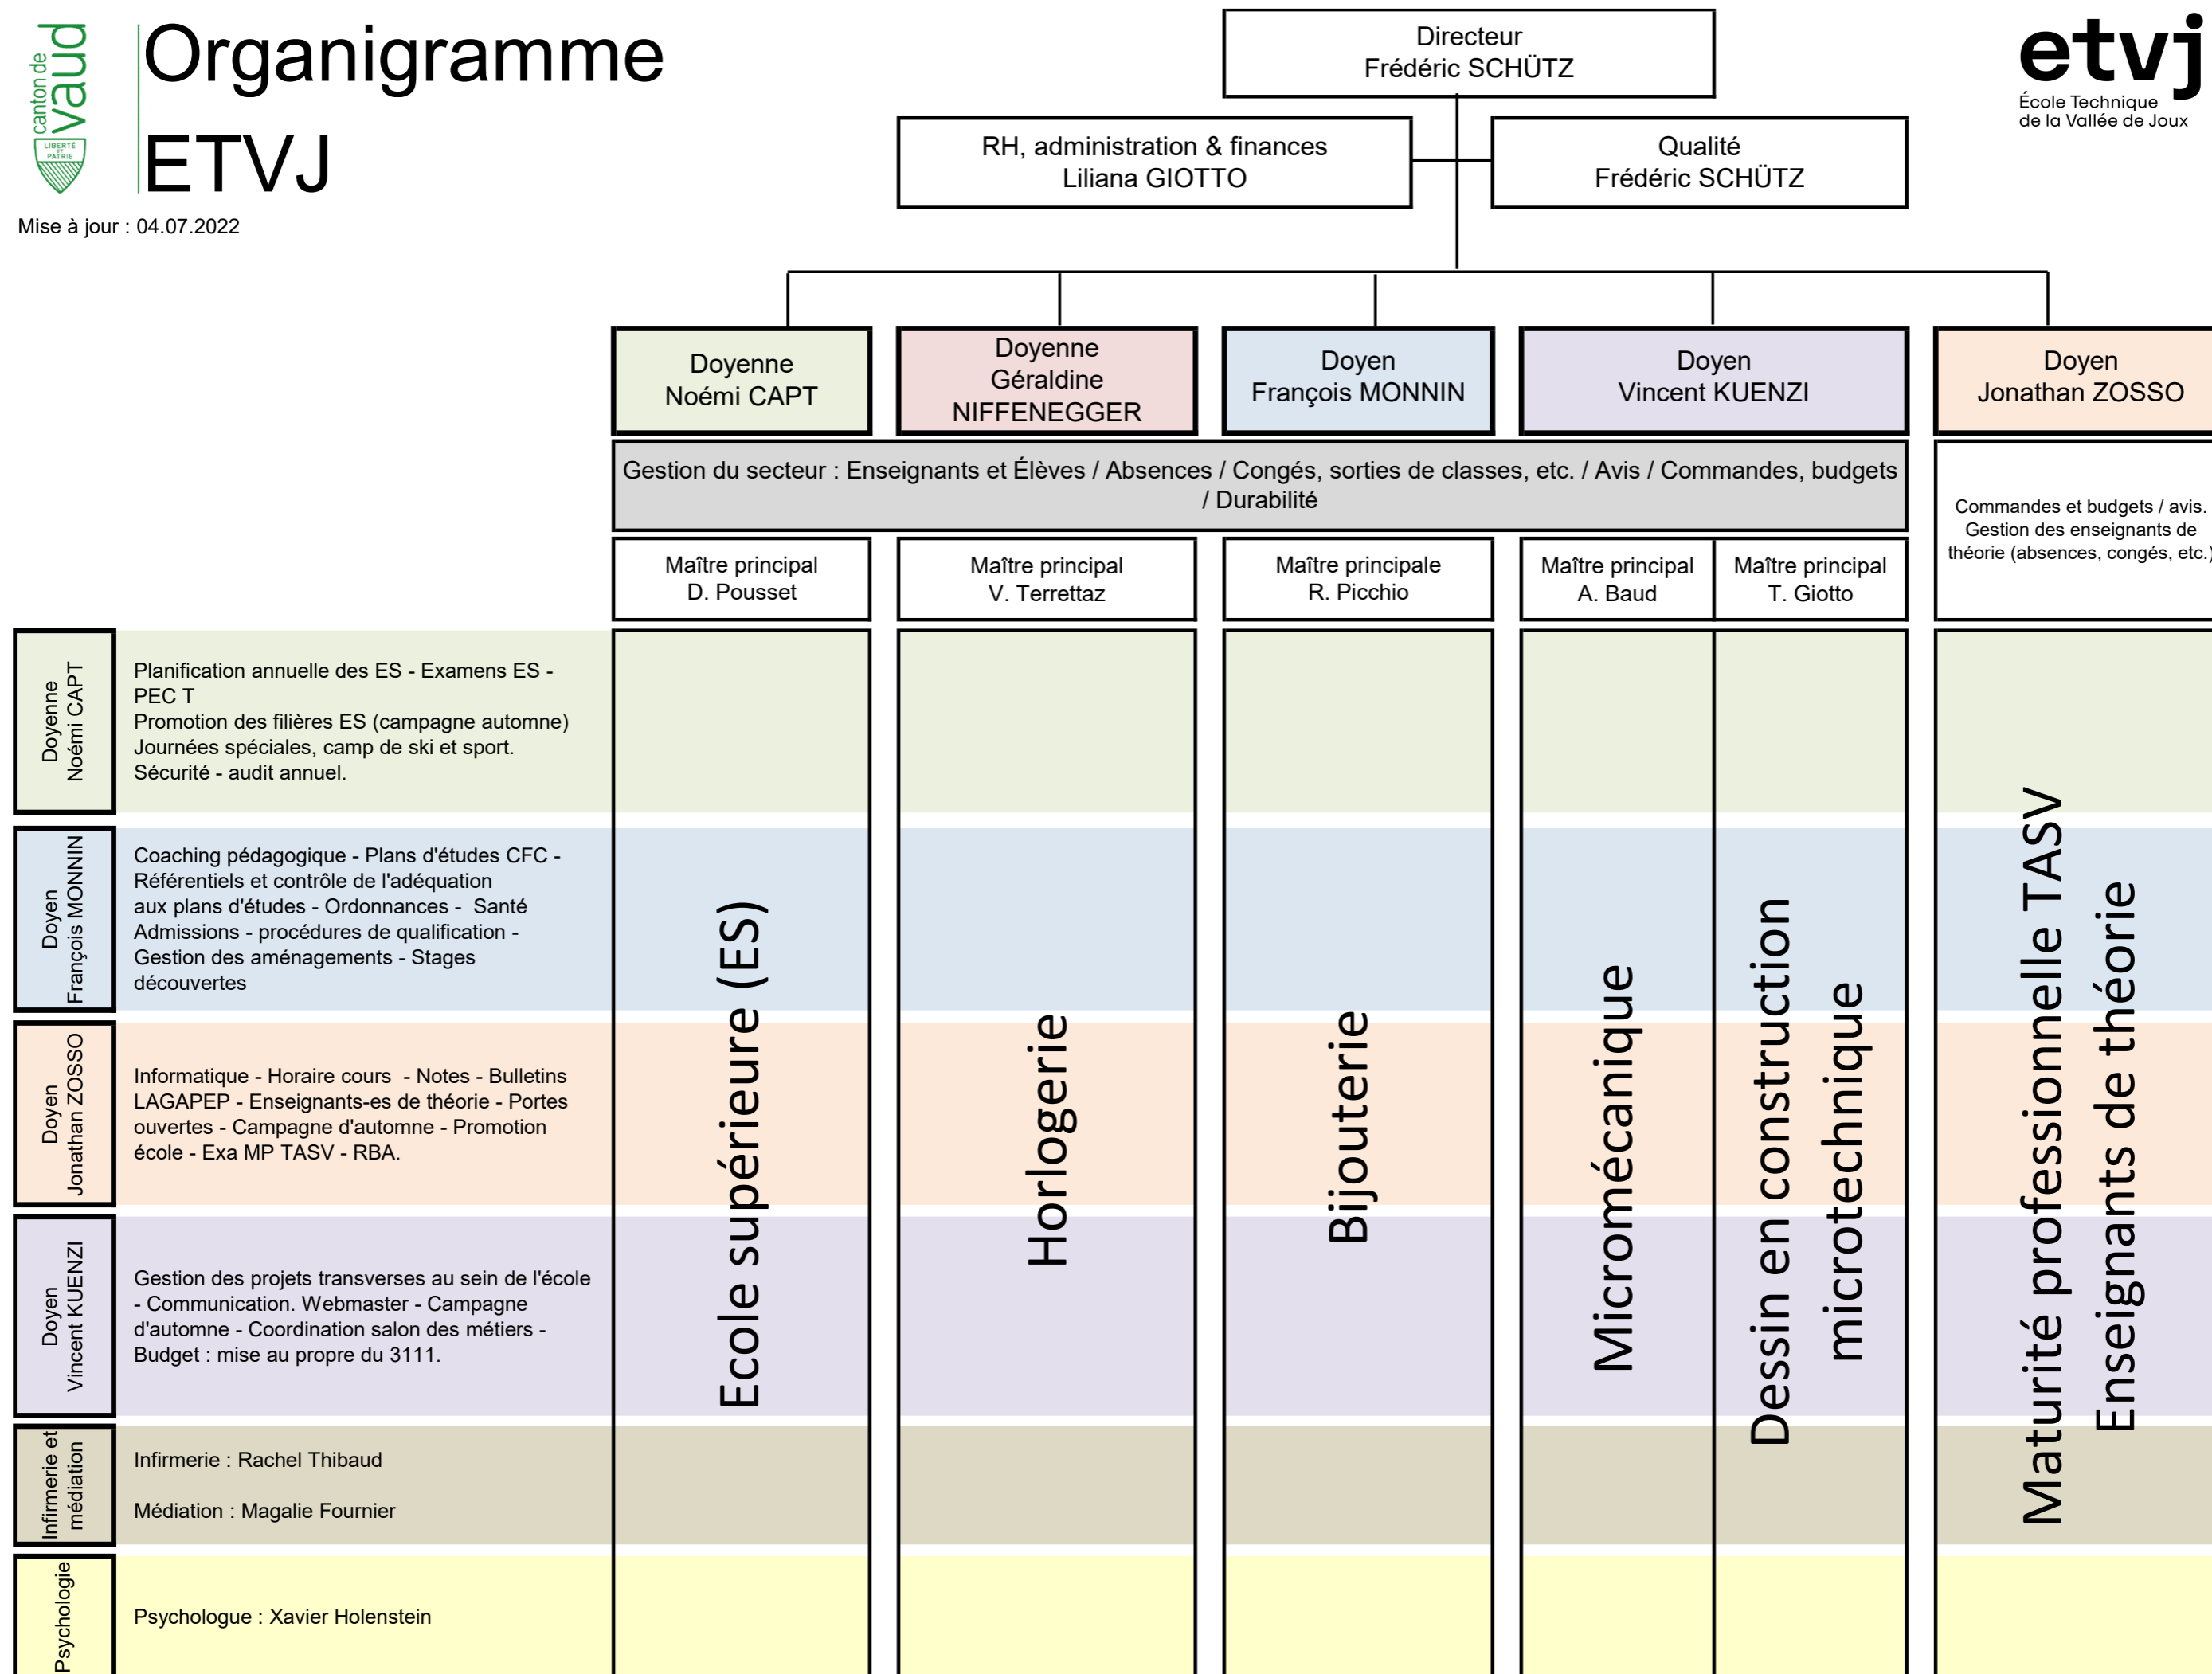 canton de
vaud
LIBERTÉ
ET
PATRIE
Organigramme
ETVJ
Mise à jour : 04.07.2022
Directeur
Frédéric SCHÜTZ
etvj
École Technique
de la Vallée de Joux
RH, administration & finances
Liliana GIOTTO
Qualité
Frédéric SCHÜTZ
Doyenne
Noémi CAPT
Doyenne
Géraldine
NIFFENEGGER
Doyen
François MONNIN
Doyen
Vincent KUENZI
Doyen
Jonathan ZOSSO
Gestion du secteur : Enseignants et Élèves / Absences / Congés, sorties de classes, etc. / Avis / Commandes, budgets
/ Durabilité
Commandes et budgets / avis.
Gestion des enseignants de
théorie (absences, congés, etc.)
Maître principal
D. Pousset
Maître principal
V. Terrettaz
Maître principale
R. Picchio
Maître principal
A. Baud
Maître principal
T. Giotto
Doyenne
Noémi CAPT
Planification annuelle des ES - Examens ES -
PEC T
Promotion des filières ES (campagne automne)
Journées spéciales, camp de ski et sport.
Sécurité - audit annuel.
Doyen
François MONNIN
Coaching pédagogique - Plans d'études CFC -
Référentiels et contrôle de l'adéquation
aux plans d'études - Ordonnances - Santé
Admissions - procédures de qualification -
Gestion des aménagements - Stages
découvertes
Doyen
Jonathan ZOSSO
Informatique - Horaire cours - Notes - Bulletins
LAGAPEP - Enseignants-es de théorie - Portes
ouvertes - Campagne d'automne - Promotion
école - Exa MP TASV - RBA.
Doyen
Vincent KUENZI
Gestion des projets transverses au sein de l'école
- Communication. Webmaster - Campagne
d'automne - Coordination salon des métiers -
Budget : mise au propre du 3111.
Infirmerie et
médiation
Infirmerie : Rachel Thibaud
Médiation : Magalie Fournier
Psychologie
Psychologue : Xavier Holenstein
Ecole supérieure (ES)
Horlogerie
Bijouterie
Micromécanique
Dessin en construction
microtechnique
Maturité professionnelle TASV
Enseignants de théorie